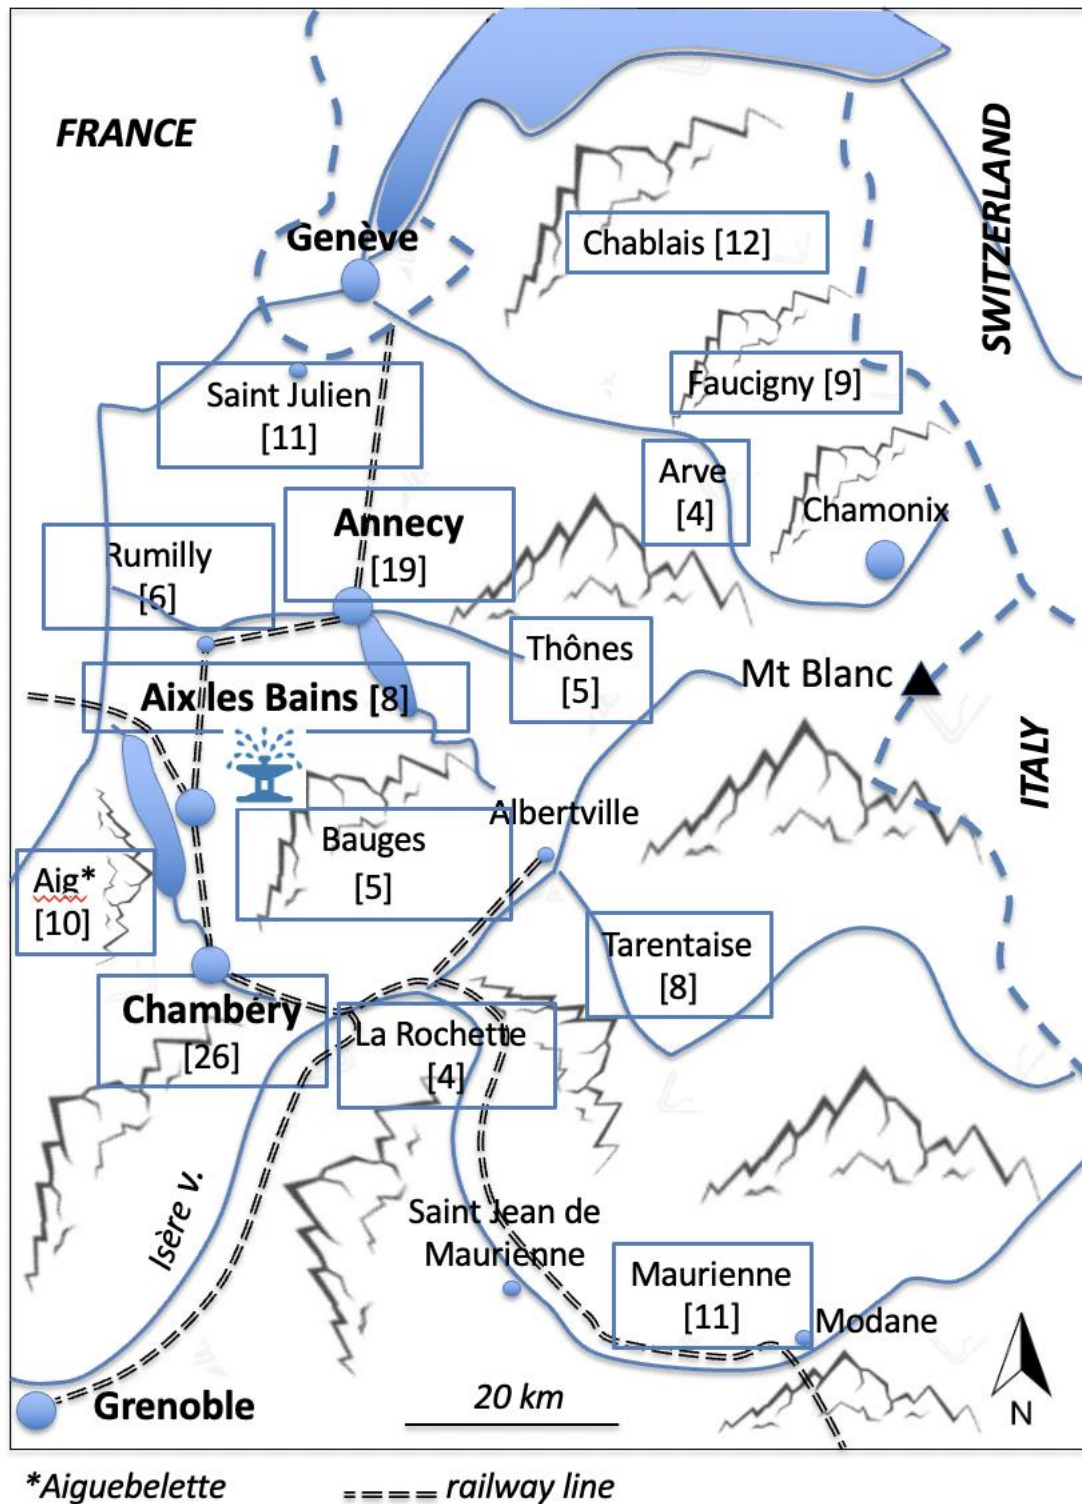 FRANCE
SWITZERLAND
Genève
Chablais [12]
Faucigny [9]
Saint Julien
[11]
Arve
[4]
Chamonix
Annecy
[19]
Rumilly
[6]
Thônes
[5]
Mt Blanc
Aix les Bains [8]
ITALY
Albertville
Bauges
[5]
Aig*
[10]
Tarentaise
[8]
Chambéry
[26]
La Rochette
[4]
Isère v.
Saint Jean de
Maurienne
Maurienne
[11]
Modane
20 km
N
Grenoble
*Aiguebelette
railway line